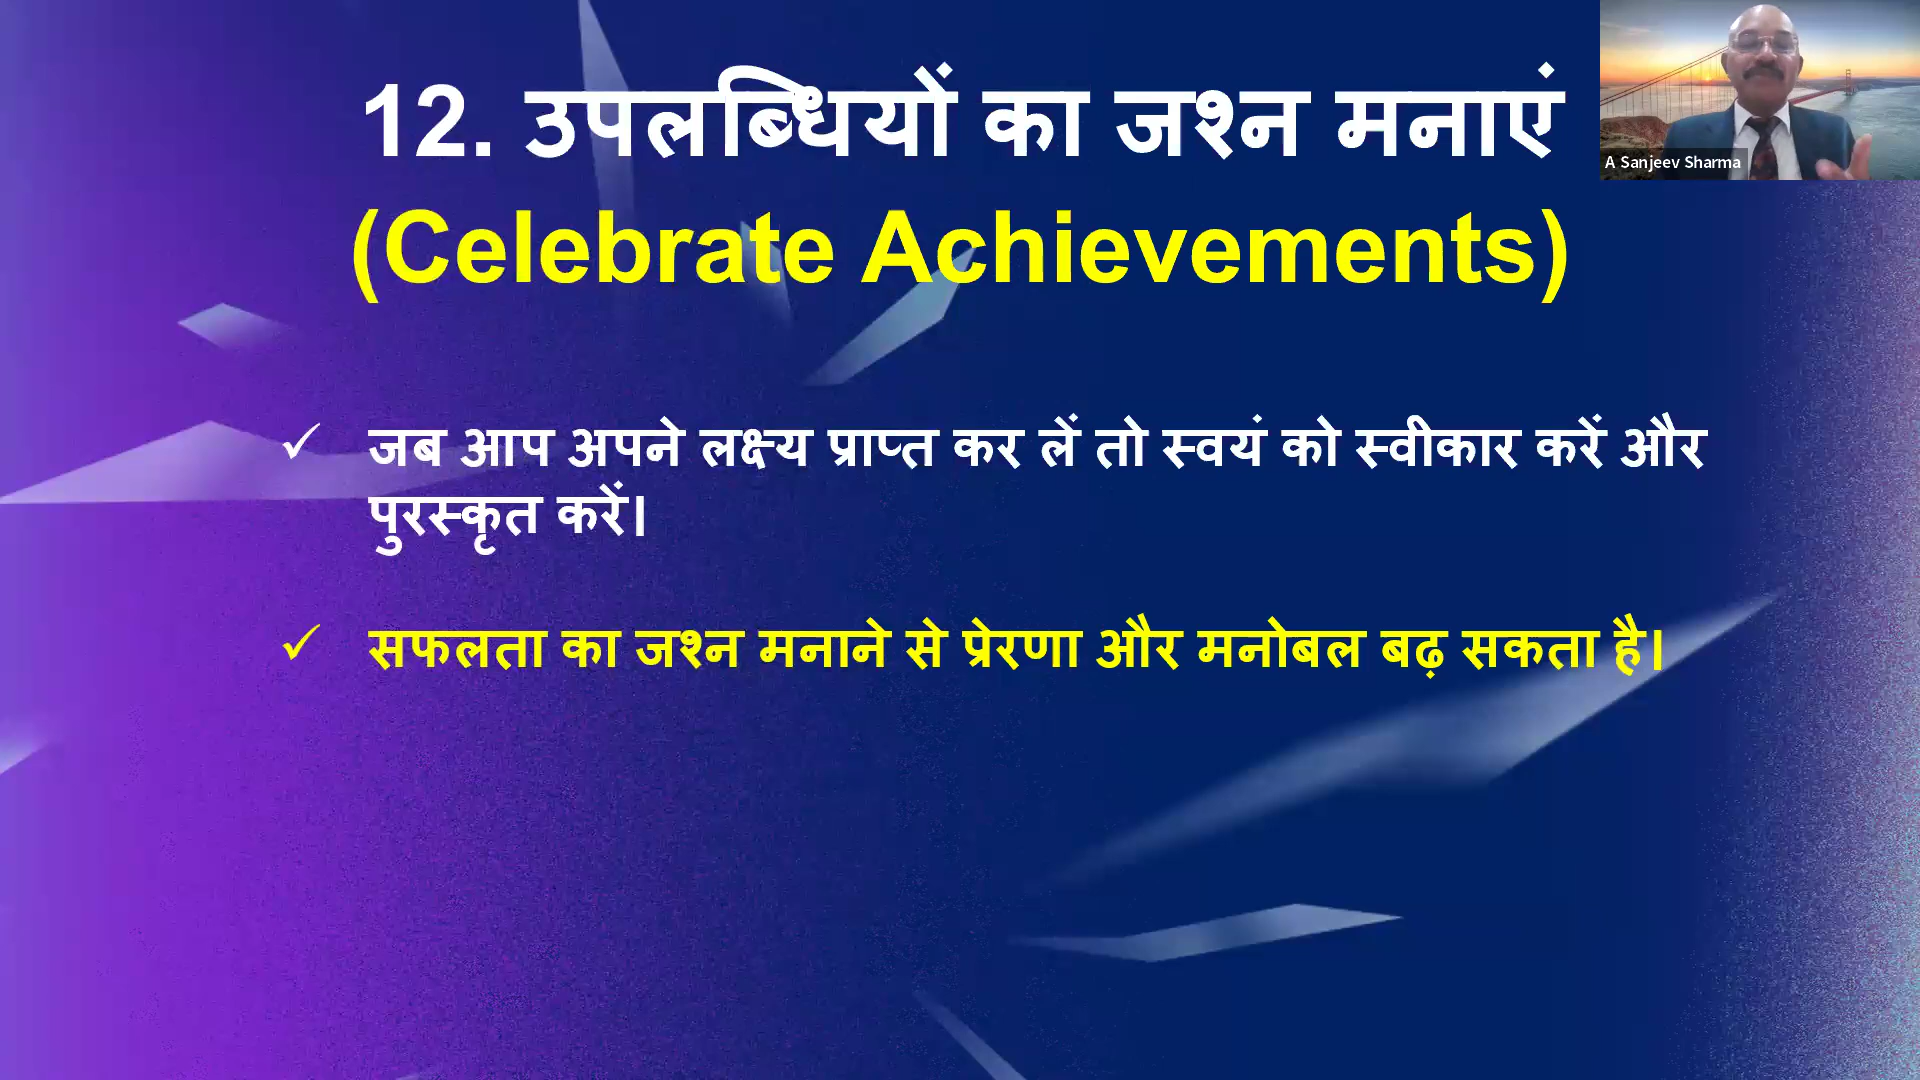 12. उपलब्धियों का जश्न मनाएं
(Celebrate Achievements)
A Sanjeev Sharma
✓ जब आप अपने लक्ष्य प्राप्त कर लें तो स्वयं को स्वीकार करें और
पुरस्कृत करें।
✓ सफलता का जश्न मनाने से प्रेरणा और मनोबल बढ़ सकता है।